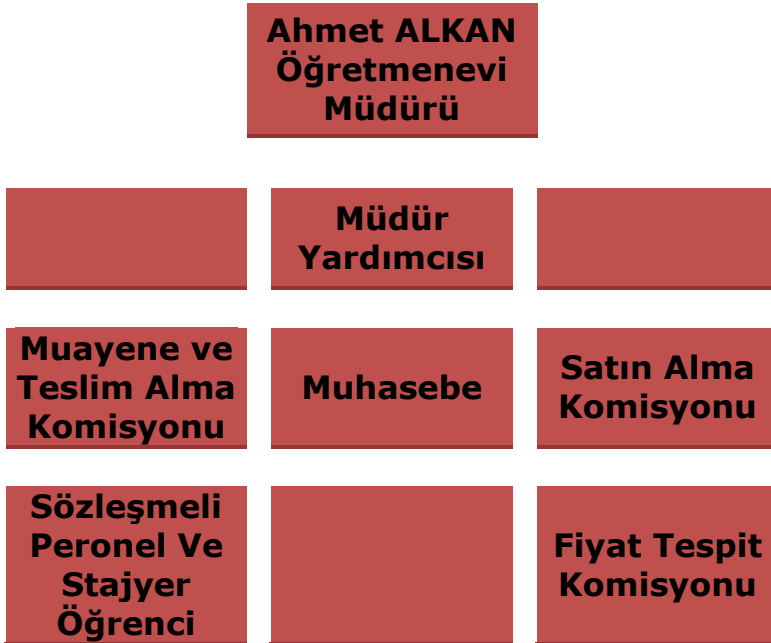 Ahmet ALKAN
Öğretmenevi
Müdürü
Müdür
Yardımcısı
Muayene ve
Teslim Alma
Komisyonu
Muhasebe
Satın Alma
Komisyonu
Sözleşmeli
Peronel Ve
Stajyer
Öğrenci
Fiyat Tespit
Komisyonu